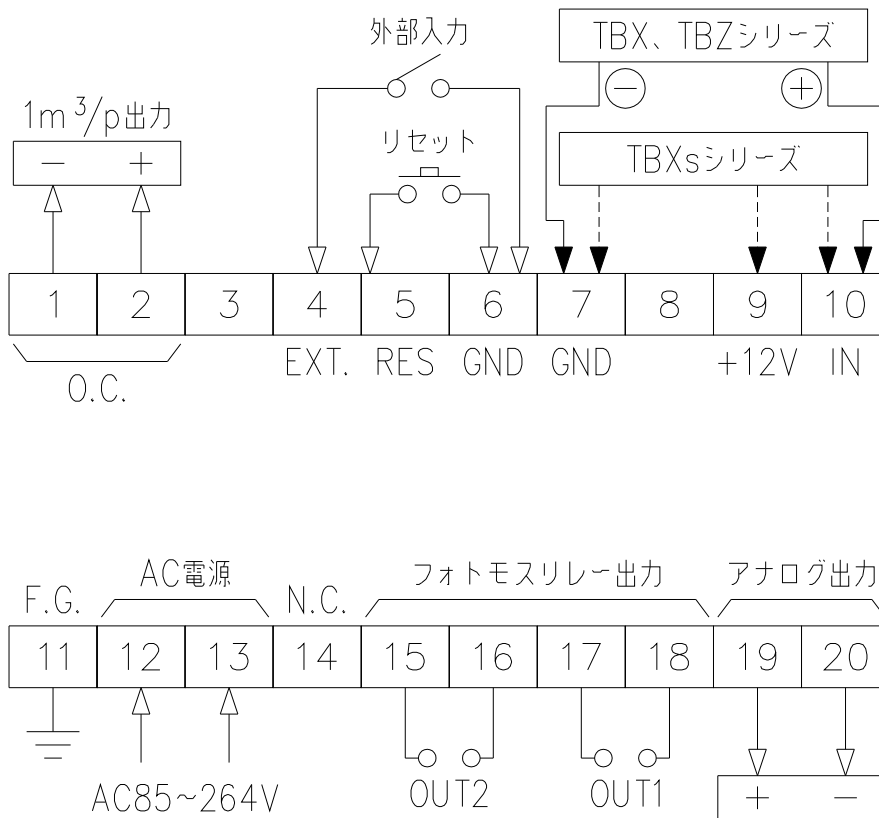 外部入力
TBX、TBZシリーズ
− +
1m³/p出力
− +
リセット
TBXsシリーズ
1 2 3 4 5 6 7 8 9 10
EXT. RES GND GND +12V IN
O.C.
F.G. AC電源 N.C. フォトモスリレー出力 アナログ出力
11 12 13 14 15 16 17 18 19 20
AC85~264V OUT2 OUT1 + −